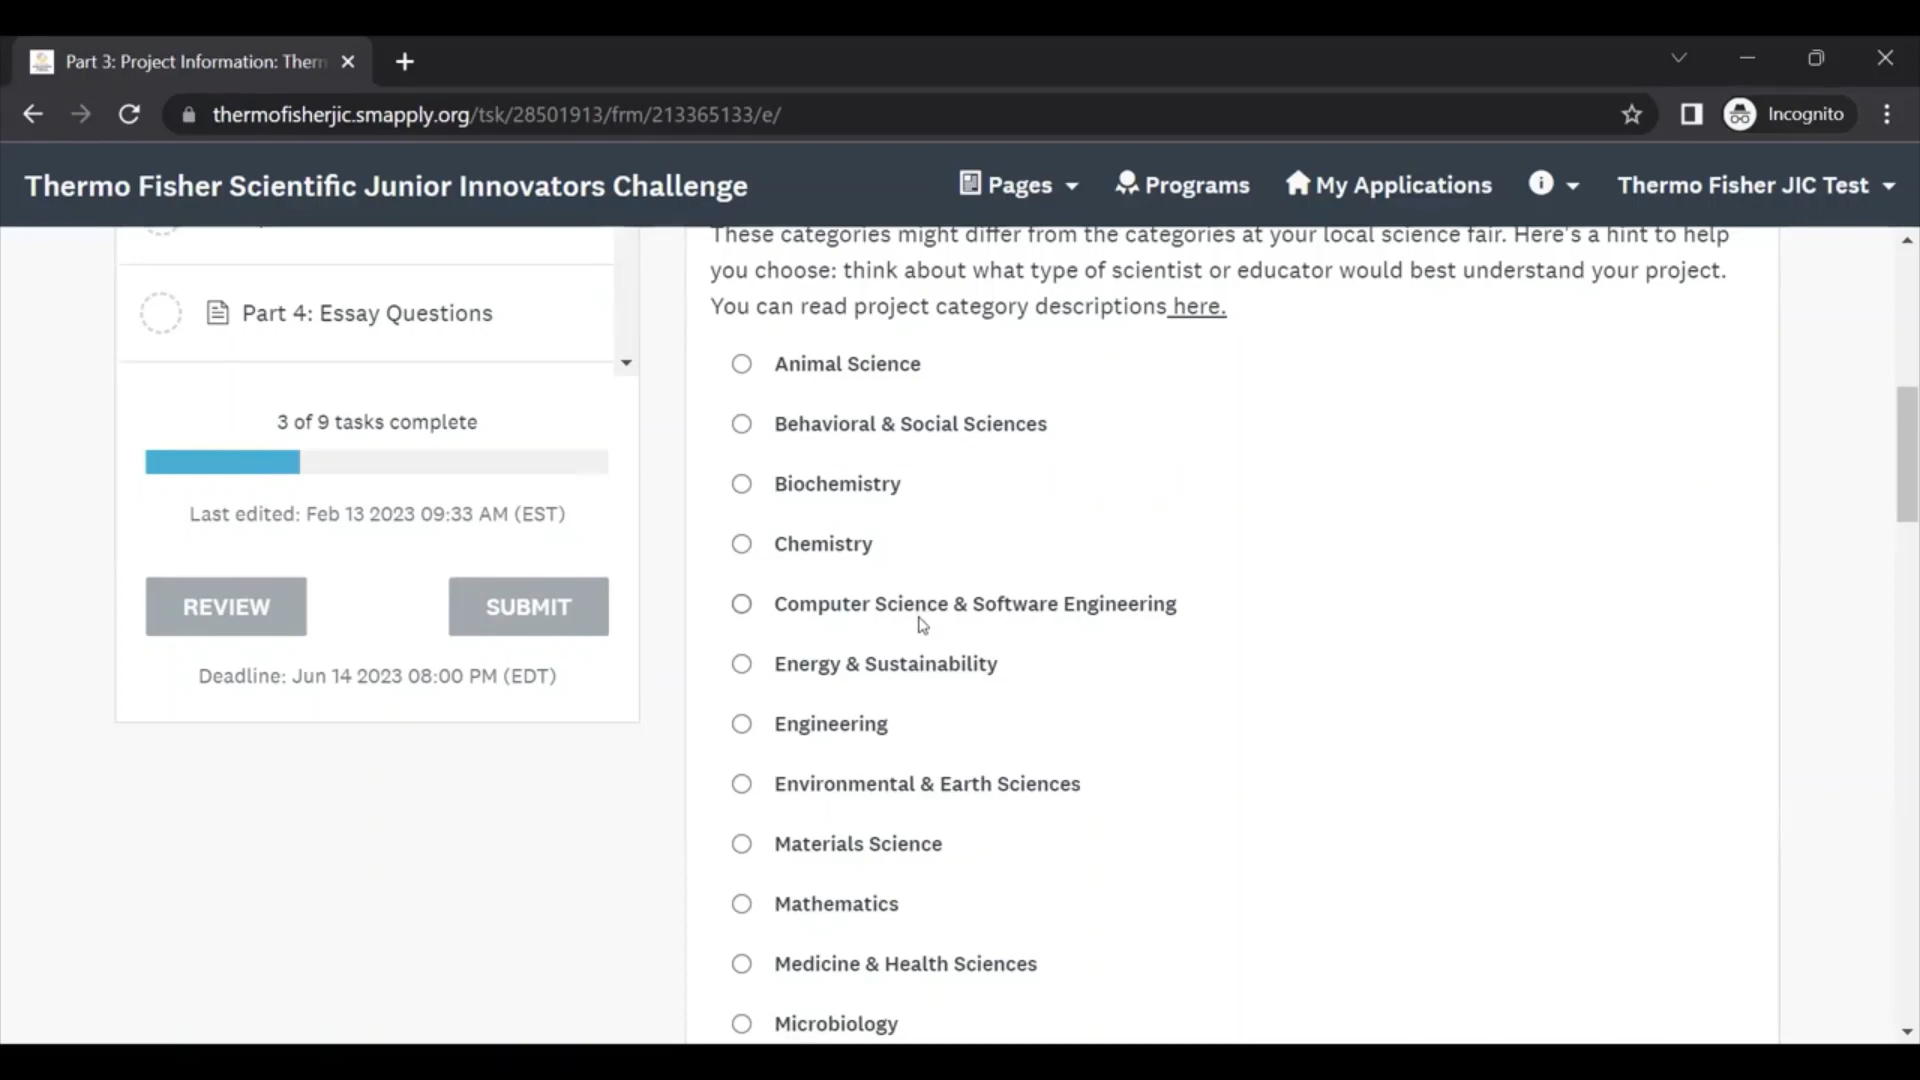 Part 3: Project Information: Therm
thermofisherjic.smapply.org/tsk/28501913/frm/213365133/e/
Incognito
Thermo Fisher Scientific Junior Innovators Challenge
Pages
Programs
My Applications
Thermo Fisher JIC Test
Part 4: Essay Questions
3 of 9 tasks complete
Last edited: Feb 13 2023 09:33 AM (EST)
REVIEW
SUBMIT
Deadline: Jun 14 2023 08:00 PM (EDT)
These categories might differ from the categories at your local science fair. Here's a hint to help
you choose: think about what type of scientist or educator would best understand your project.
You can read project category descriptions here.
Animal Science
Behavioral & Social Sciences
Biochemistry
Chemistry
Computer Science & Software Engineering
Energy & Sustainability
Engineering
Environmental & Earth Sciences
Materials Science
Mathematics
Medicine & Health Sciences
Microbiology